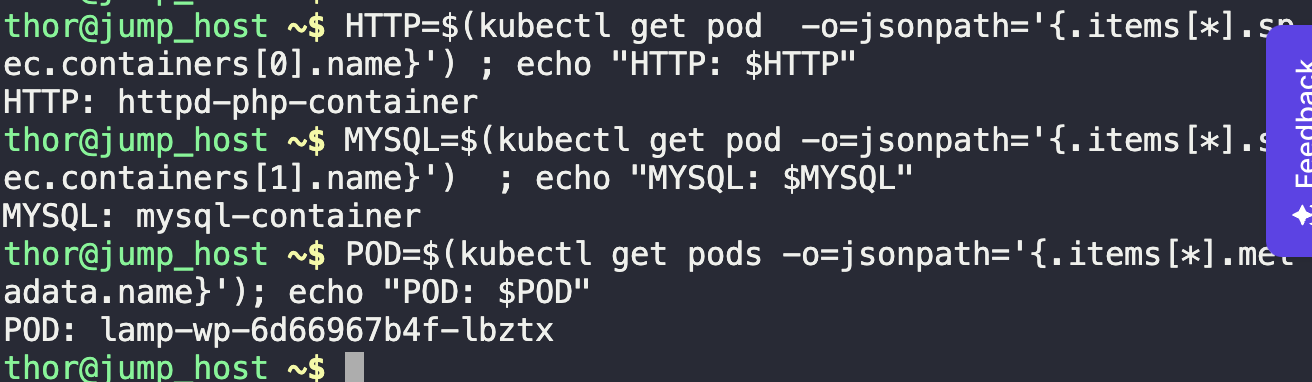 thor@jump_host ~$ HTTP=$(kubectl get pod  -o=jsonpath='{.items[*].sp
ec.containers[0].name}') ; echo "HTTP: $HTTP"
HTTP: httpd-php-container
thor@jump_host ~$ MYSQL=$(kubectl get pod -o=jsonpath='{.items[*].s
ec.containers[1].name}')  ; echo "MYSQL: $MYSQL"
MYSQL: mysql-container
thor@jump_host ~$ POD=$(kubectl get pods -o=jsonpath='{.items[*].met
adata.name}'); echo "POD: $POD"
POD: lamp-wp-6d66967b4f-lbztx
thor@jump_host ~$
Feedback